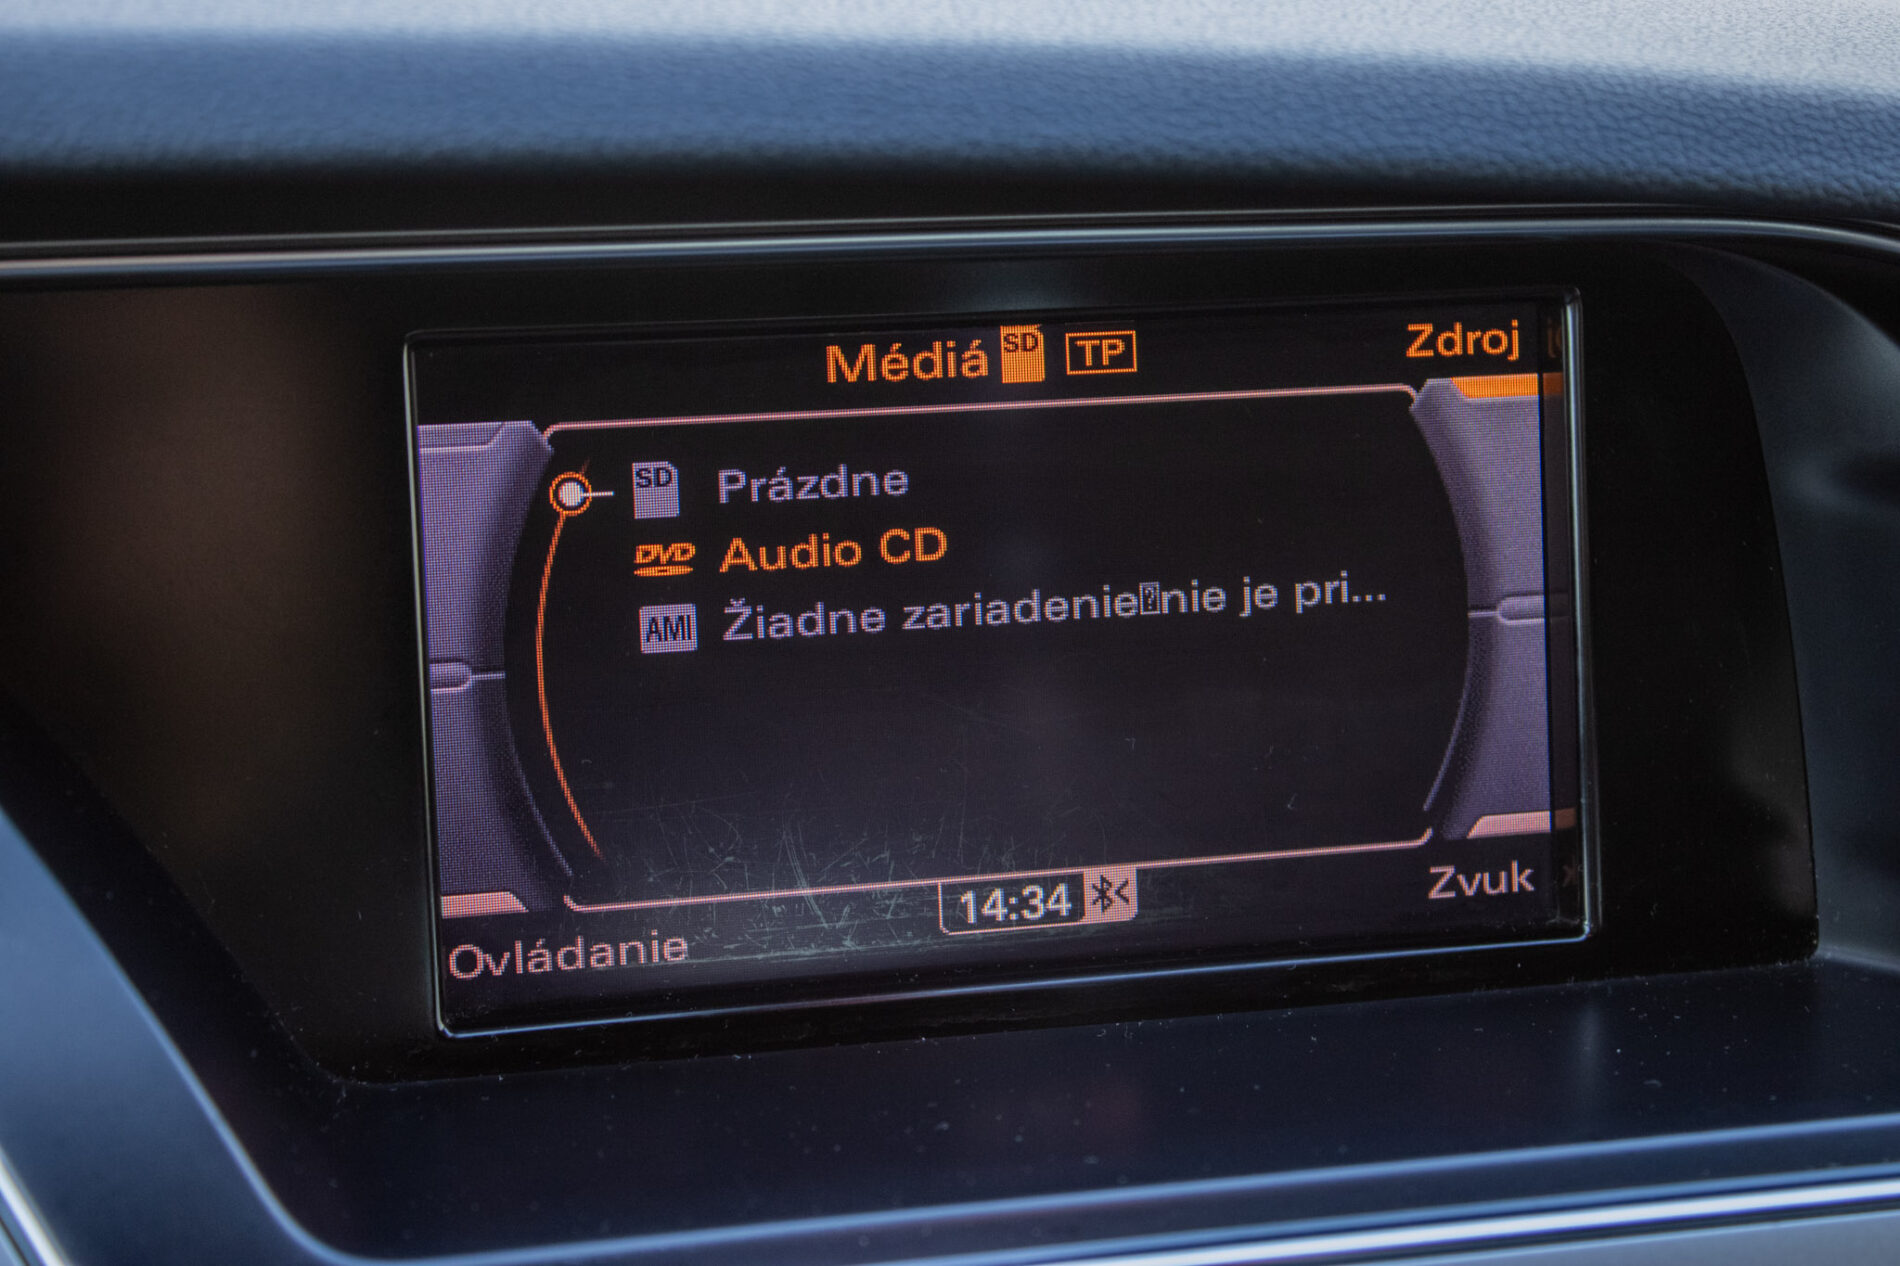 Médiá SD TP
Zdroj
SD Prázdne
DVD Audio CD
AMI Žiadne zariadenie⍰nie je pri...
14:34
Zvuk
Ovládanie